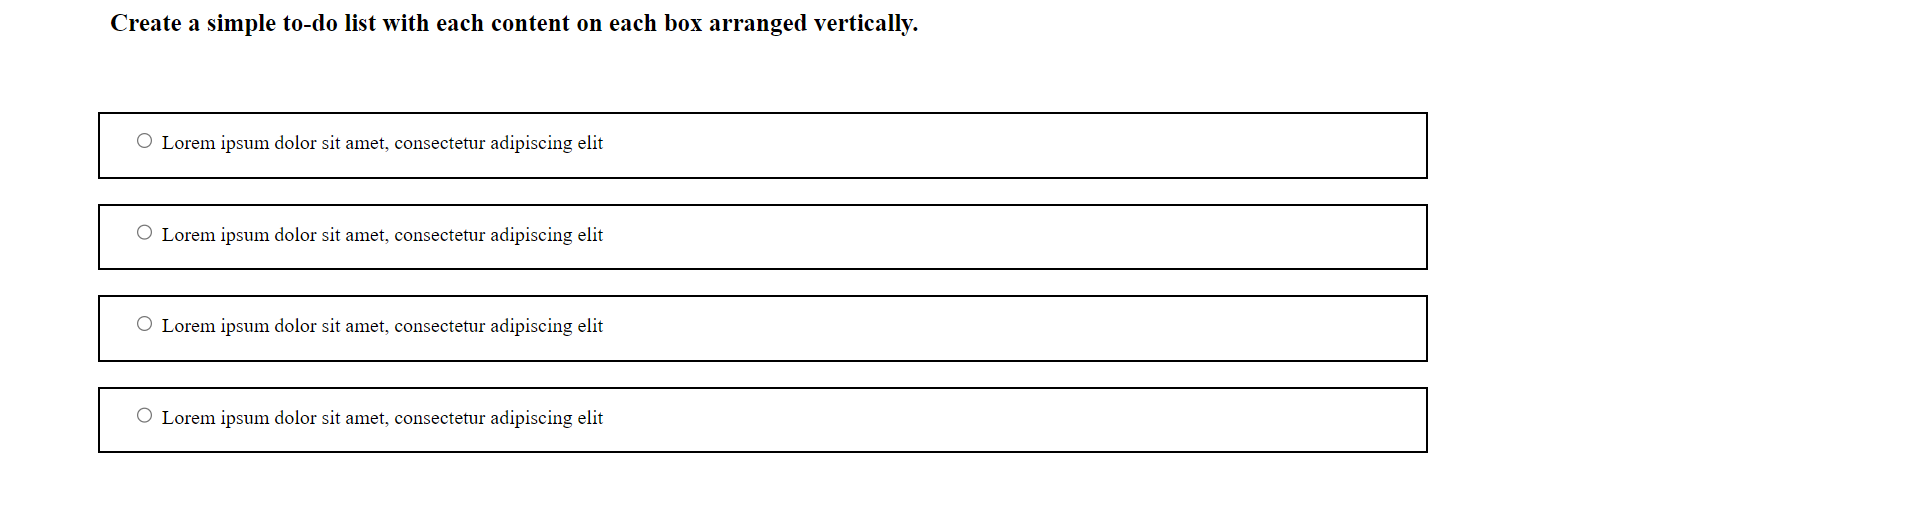 Create a simple to-do list with each content on each box arranged vertically.
Lorem ipsum dolor sit amet, consectetur adipiscing elit
Lorem ipsum dolor sit amet, consectetur adipiscing elit
Lorem ipsum dolor sit amet, consectetur adipiscing elit
Lorem ipsum dolor sit amet, consectetur adipiscing elit